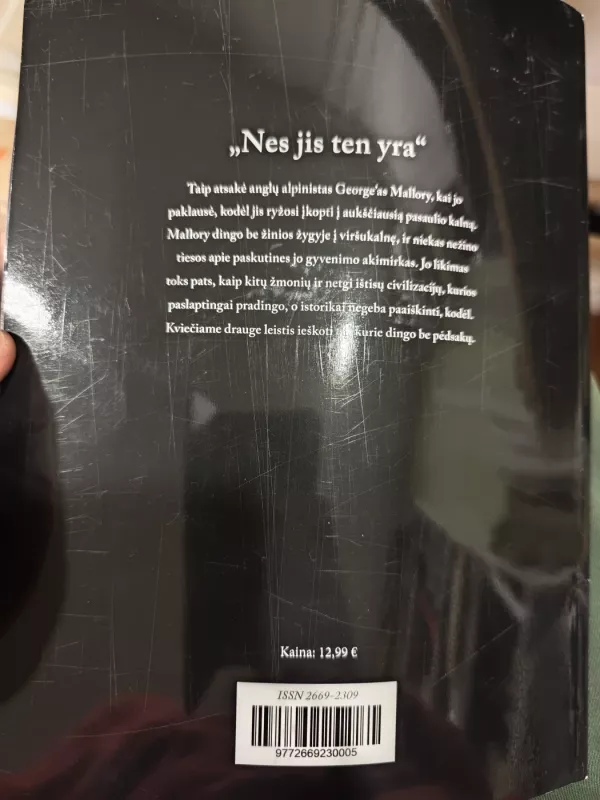 „Nes jis ten yra“
Taip atsakė anglų alpinistas George'as Mallory, kai jo
paklausė, kodėl jis ryžosi įkopti į aukščiausią pasaulio kalną.
Mallory dingo be žinios žygyje į viršukalnę, ir niekas nežino
tiesos apie paskutines jo gyvenimo akimirkas. Jo likimas
toks pats, kaip kitų žmonių ir netgi ištisų civilizacijų, kurios
paslaptingai pradingo, o istorikai negeba paaiškinti, kodėl.
Kviečiame drauge leistis ieškoti kurie dingo be pėdsakų.
Kaina: 12,99 €
ISSN 2669-2309
9772669230005